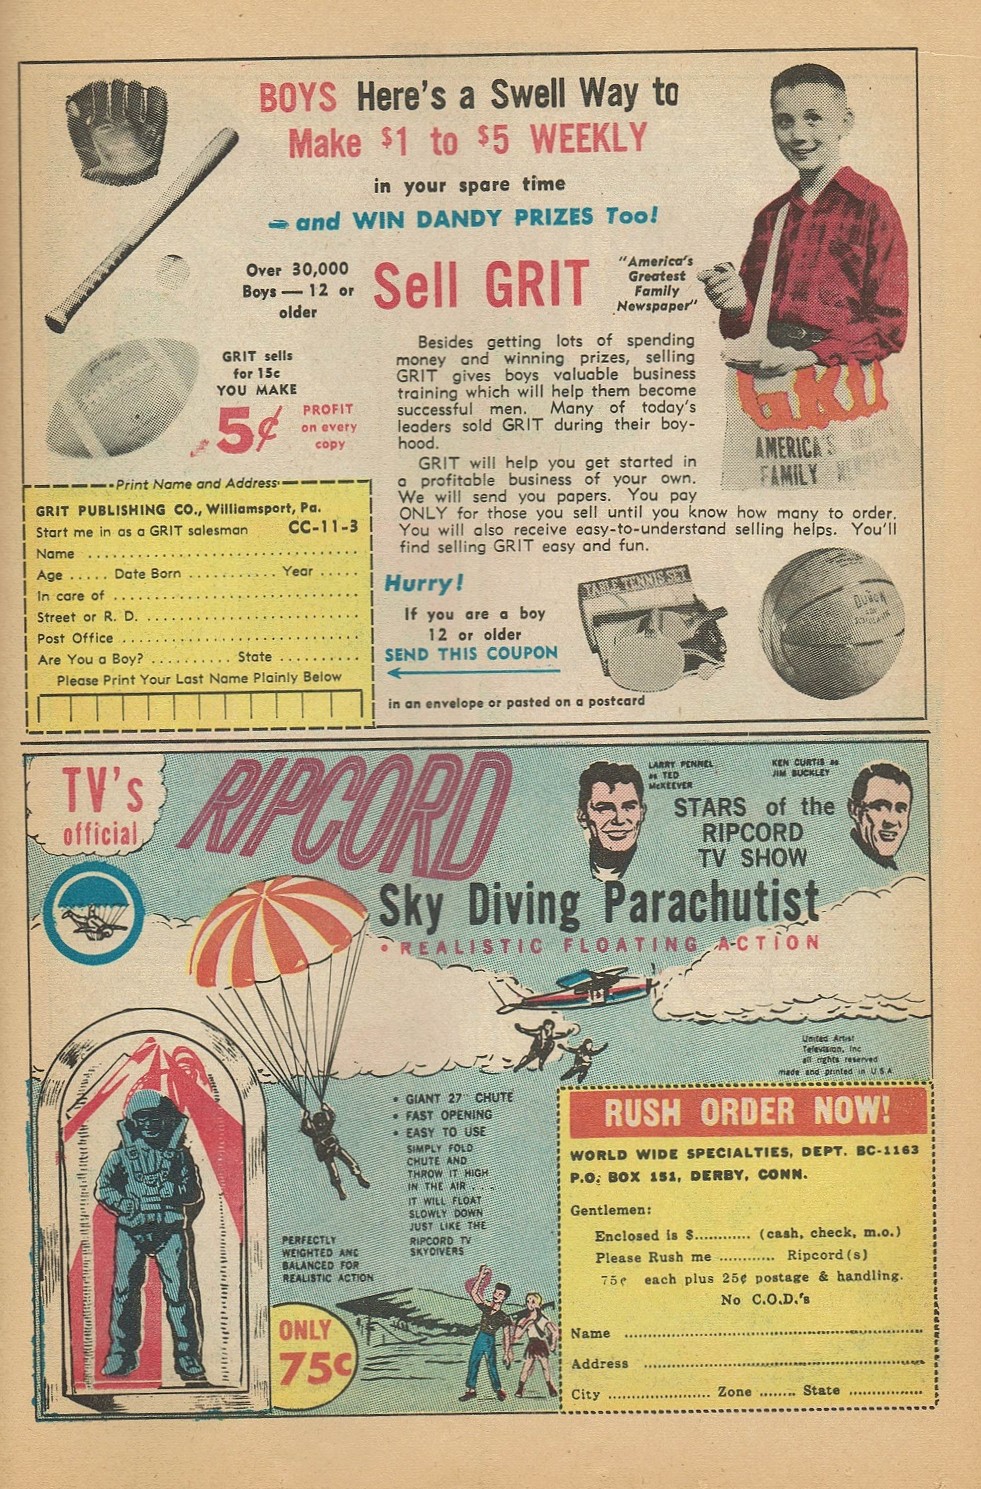 BOYS Here's a Swell Way to
Make $1 to $5 WEEKLY
in your spare time
and WIN DANDY PRIZES Too!
Over 30,000
Boys — 12 or
older
Sell GRIT
"America's
Greatest
Family
Newspaper"
GRIT sells
for 15c
YOU MAKE
5¢
PROFIT
on every
copy
Besides getting lots of spending
money and winning prizes, selling
GRIT gives boys valuable business
training which will help them become
successful men. Many of today's
leaders sold GRIT during their boy-
hood.
GRIT will help you get started in
a profitable business of your own.
We will send you papers. You pay
ONLY for those you sell until you know how many to order.
You will also receive easy-to-understand selling helps. You'll
find selling GRIT easy and fun.
GRIT
AMERICA'S
FAMILY
Print Name and Address
GRIT PUBLISHING CO., Williamsport, Pa.
Start me in as a GRIT salesman CC-11-3
Name
Age ..... Date Born .......... Year .....
In care of
Street or R. D.
Post Office
Are You a Boy? .......... State ..........
Please Print Your Last Name Plainly Below
Hurry!
If you are a boy
12 or older
SEND THIS COUPON
in an envelope or pasted on a postcard
TABLE TENNIS SET
TV's
official
RIPCORD
LARRY PENNEL
as TED
McKEEVER
KEN CURTIS as
JIM BUCKLEY
STARS of the
RIPCORD
TV SHOW
Sky Diving Parachutist
• REALISTIC FLOATING ACTION
United Artist
Television, Inc
all rights reserved
made and printed in U.S.A
• GIANT 27" CHUTE
• FAST OPENING
• EASY TO USE
SIMPLY FOLD
CHUTE AND
THROW IT HIGH
IN THE AIR ...
IT WILL FLOAT
SLOWLY DOWN
JUST LIKE THE
RIPCORD TV
SKYDIVERS
PERFECTLY
WEIGHTED AND
BALANCED FOR
REALISTIC ACTION
ONLY
75c
RUSH ORDER NOW!
WORLD WIDE SPECIALTIES, DEPT. BC-1163
P.O. BOX 151, DERBY, CONN.
Gentlemen:
Enclosed is $........... (cash, check, m.o.)
Please Rush me ........... Ripcord(s)
75¢ each plus 25¢ postage & handling.
No C.O.D.'s
Name
Address
City .................... Zone ....... State ...............